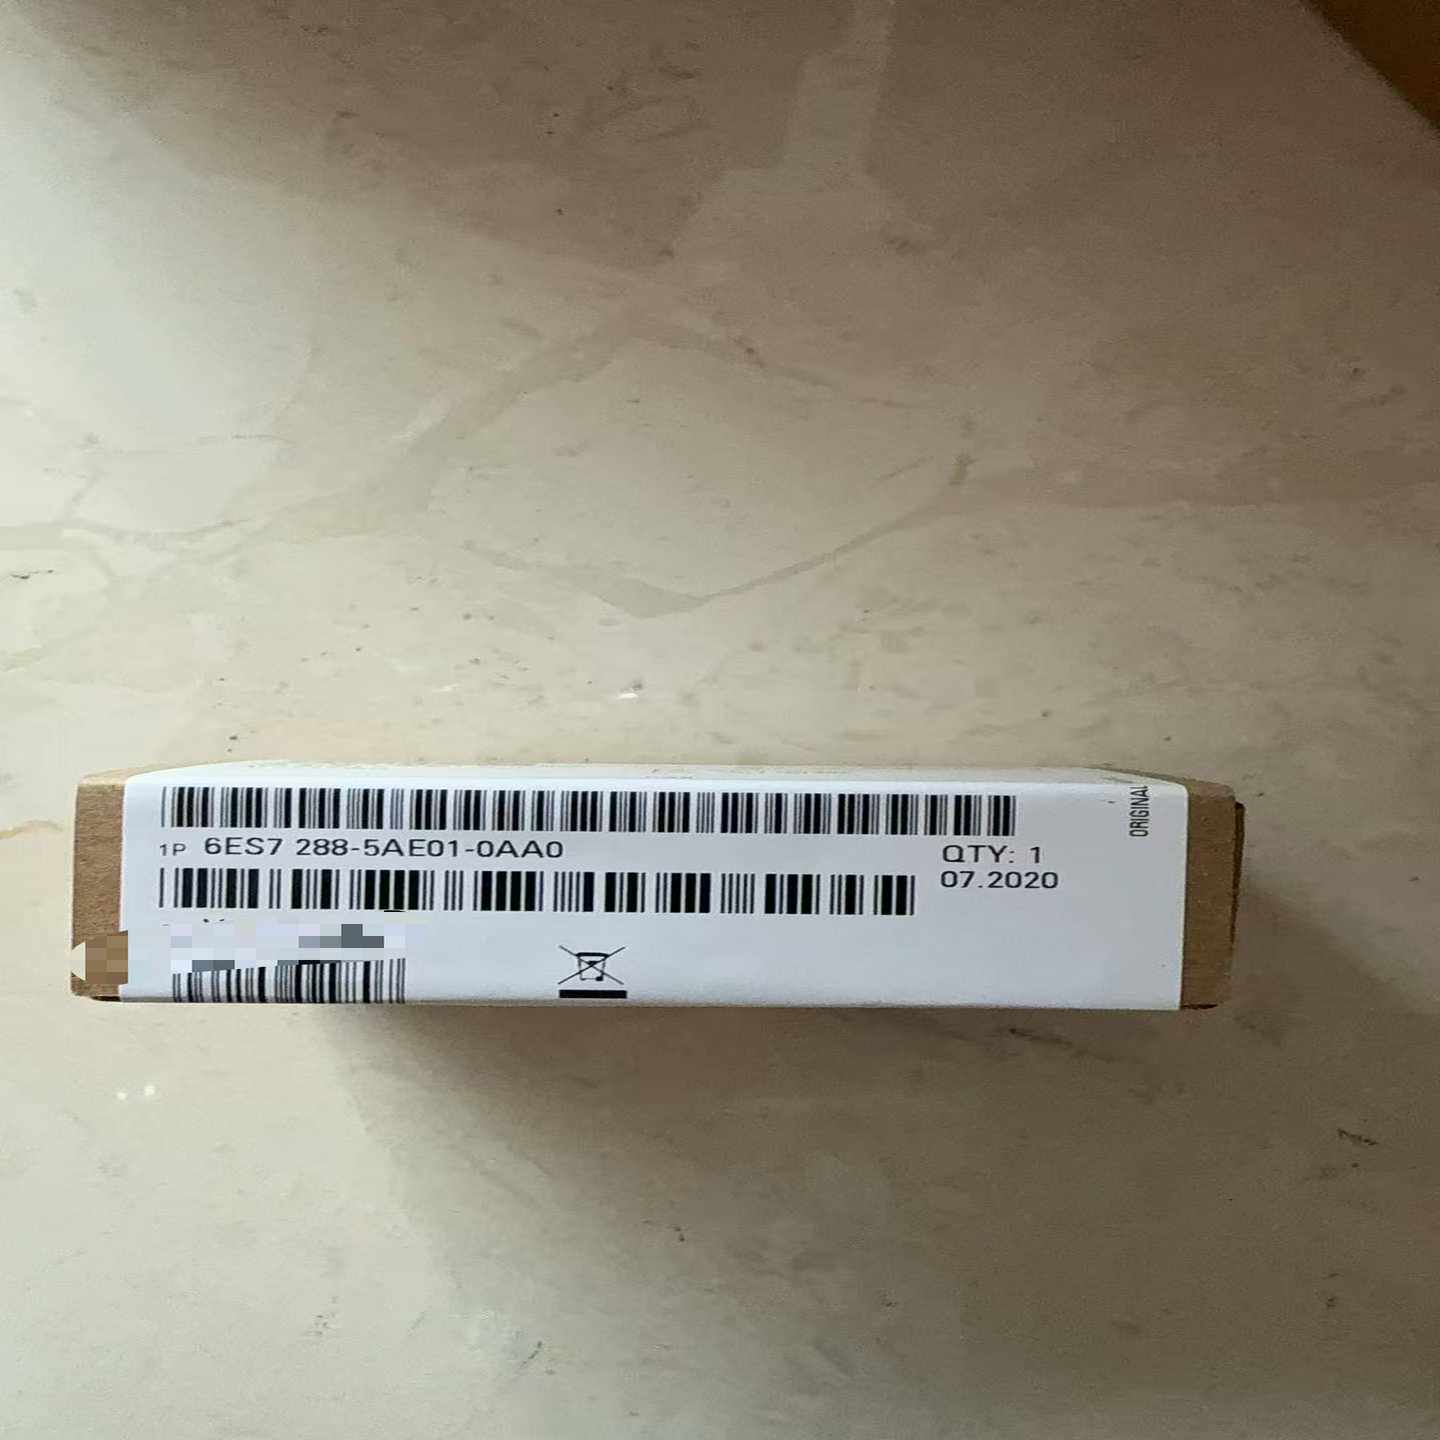 1P 6ES7 288-5AE01-0AA0
QTY: 1
07.2020
ORIGINAL